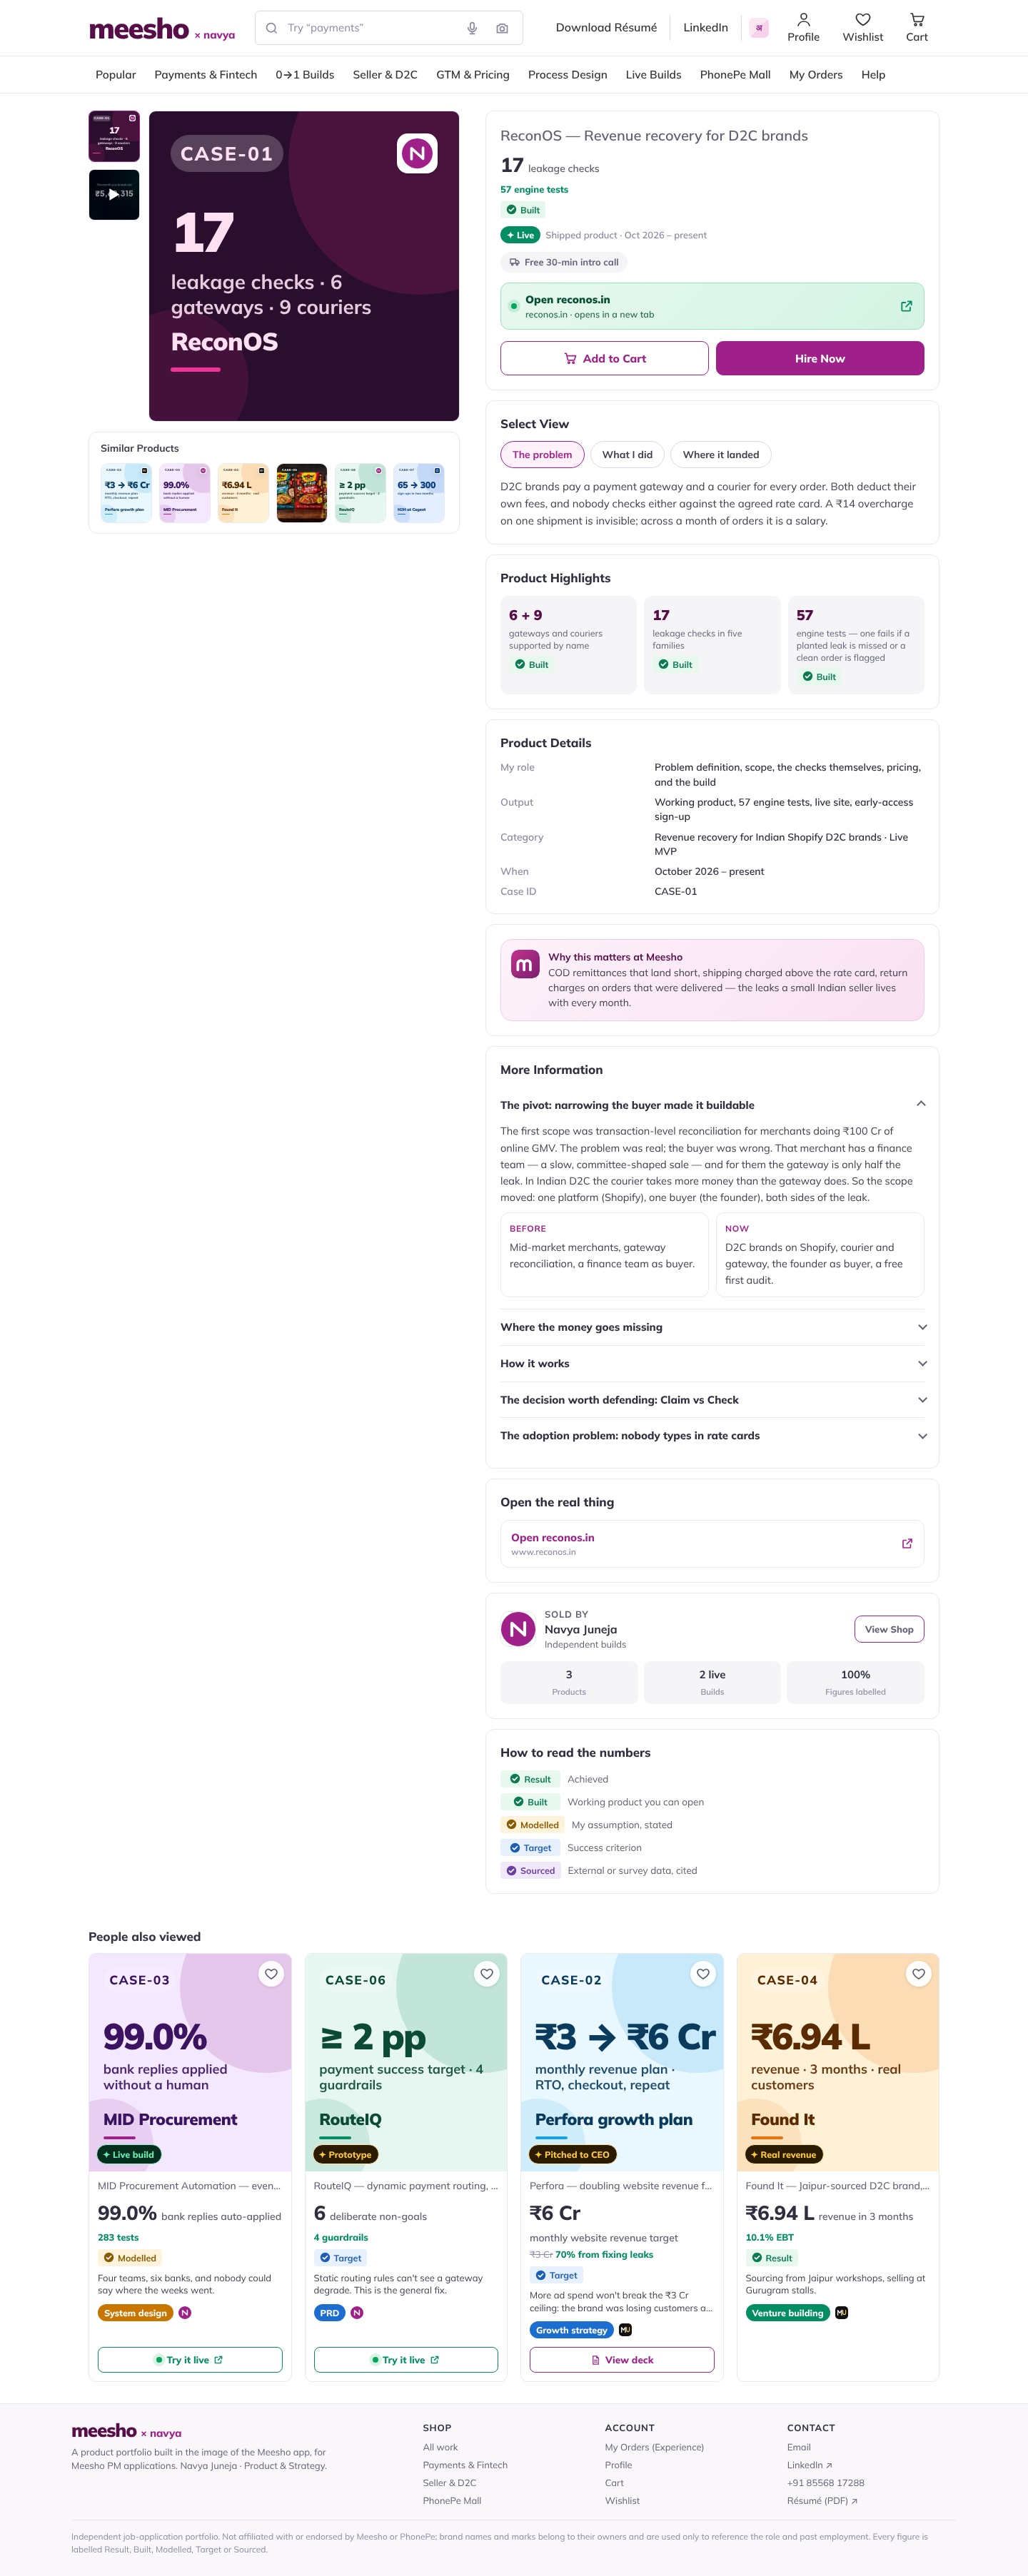 meesho × navya
Try “payments”
Download Résumé
LinkedIn
अ
Profile
Wishlist
Cart
Popular
Payments & Fintech
0→1 Builds
Seller & D2C
GTM & Pricing
Process Design
Live Builds
PhonePe Mall
My Orders
Help
CASE-01
17
leakage checks · 6
gateways · 9 couriers
ReconOS
Similar Products
₹3 → ₹6 Cr
Perfora growth plan
99.0%
MID Procurement
₹6.94 L
Found It
≥ 2 pp
RouteIQ
65 → 300
ReconOS — Revenue recovery for D2C brands
17 leakage checks
57 engine tests
Built
✦ Live Shipped product · Oct 2026 – present
Free 30-min intro call
Open reconos.in
reconos.in · opens in a new tab
Add to Cart
Hire Now
Select View
The problem
What I did
Where it landed
D2C brands pay a payment gateway and a courier for every order. Both deduct their
own fees, and nobody checks either against the agreed rate card. A ₹14 overcharge
on one shipment is invisible; across a month of orders it is a salary.
Product Highlights
6 + 9
gateways and couriers
supported by name
Built
17
leakage checks in five
families
Built
57
engine tests — one fails if a
planted leak is missed or a
clean order is flagged
Built
Product Details
My role
Problem definition, scope, the checks themselves, pricing,
and the build
Output
Working product, 57 engine tests, live site, early-access
sign-up
Category
Revenue recovery for Indian Shopify D2C brands · Live
MVP
When
October 2026 – present
Case ID
CASE-01
m
Why this matters at Meesho
COD remittances that land short, shipping charged above the rate card, return
charges on orders that were delivered — the leaks a small Indian seller lives
with every month.
More Information
The pivot: narrowing the buyer made it buildable
The first scope was transaction-level reconciliation for merchants doing ₹100 Cr of
online GMV. The problem was real; the buyer was wrong. That merchant has a finance
team — a slow, committee-shaped sale — and for them the gateway is only half the
leak. In Indian D2C the courier takes more money than the gateway does. So the scope
moved: one platform (Shopify), one buyer (the founder), both sides of the leak.
BEFORE
Mid-market merchants, gateway
reconciliation, a finance team as buyer.
NOW
D2C brands on Shopify, courier and
gateway, the founder as buyer, a free
first audit.
Where the money goes missing
How it works
The decision worth defending: Claim vs Check
The adoption problem: nobody types in rate cards
Open the real thing
Open reconos.in
www.reconos.in
N
SOLD BY
Navya Juneja
Independent builds
View Shop
3
Products
2 live
Builds
100%
Figures labelled
How to read the numbers
Result Achieved
Built Working product you can open
Modelled My assumption, stated
Target Success criterion
Sourced External or survey data, cited
People also viewed
CASE-03
99.0%
bank replies applied
without a human
MID Procurement
✦ Live build
MID Procurement Automation — even...
99.0% bank replies auto-applied
283 tests
Modelled
Four teams, six banks, and nobody could
say where the weeks went.
System design
N
Try it live
CASE-06
≥ 2 pp
payment success target · 4
guardrails
RouteIQ
✦ Prototype
RouteIQ — dynamic payment routing, ...
6 deliberate non-goals
4 guardrails
Target
Static routing rules can't see a gateway
degrade. This is the general fix.
PRD
N
Try it live
CASE-02
₹3 → ₹6 Cr
monthly revenue plan ·
RTO, checkout, repeat
Perfora growth plan
✦ Pitched to CEO
Perfora — doubling website revenue f...
₹6 Cr
monthly website revenue target
₹3 Cr 70% from fixing leaks
Target
More ad spend won't break the ₹3 Cr
ceiling: the brand was losing customers a...
Growth strategy
MU
View deck
CASE-04
₹6.94 L
revenue · 3 months · real
customers
Found It
✦ Real revenue
Found It — Jaipur-sourced D2C brand,...
₹6.94 L revenue in 3 months
10.1% EBT
Result
Sourcing from Jaipur workshops, selling at
Gurugram stalls.
Venture building
MU
meesho × navya
A product portfolio built in the image of the Meesho app, for
Meesho PM applications. Navya Juneja · Product & Strategy.
SHOP
All work
Payments & Fintech
Seller & D2C
PhonePe Mall
ACCOUNT
My Orders (Experience)
Profile
Cart
Wishlist
CONTACT
Email
LinkedIn ↗
+91 85568 17288
Résumé (PDF) ↗
Independent job-application portfolio. Not affiliated with or endorsed by Meesho or PhonePe; brand names and marks belong to their owners and are used only to reference the role and past employment. Every figure is
labelled Result, Built, Modelled, Target or Sourced.